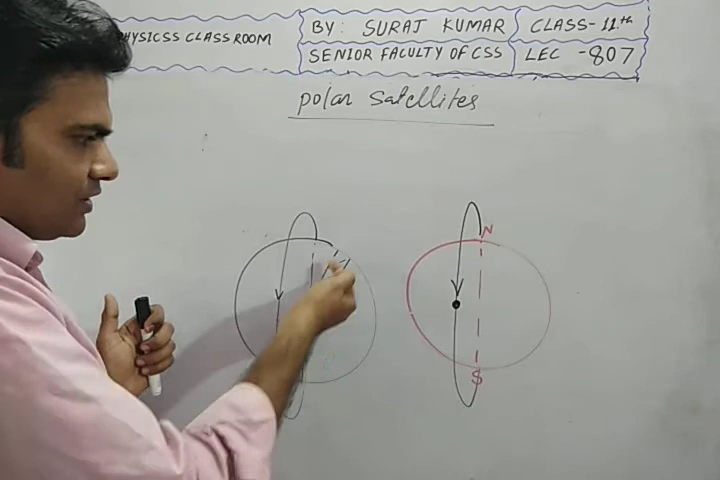 PHYSICSS CLASS ROOM
BY: SURAJ KUMAR
CLASS-11th
SENIOR FACULTY OF CSS
LEC -807
polar Satellites
N
S